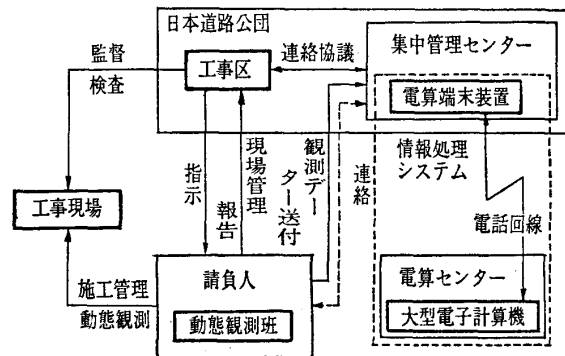 日本道路公団
集中管理センター
監督
検査
工事区
連絡協議
電算端末装置
指示
現場管理
報告
観測デー
ター送付
連絡
情報処理
システム
工事現場
電話回線
施工管理
動態観測
請負人
動態観測班
電算センター
大型電子計算機